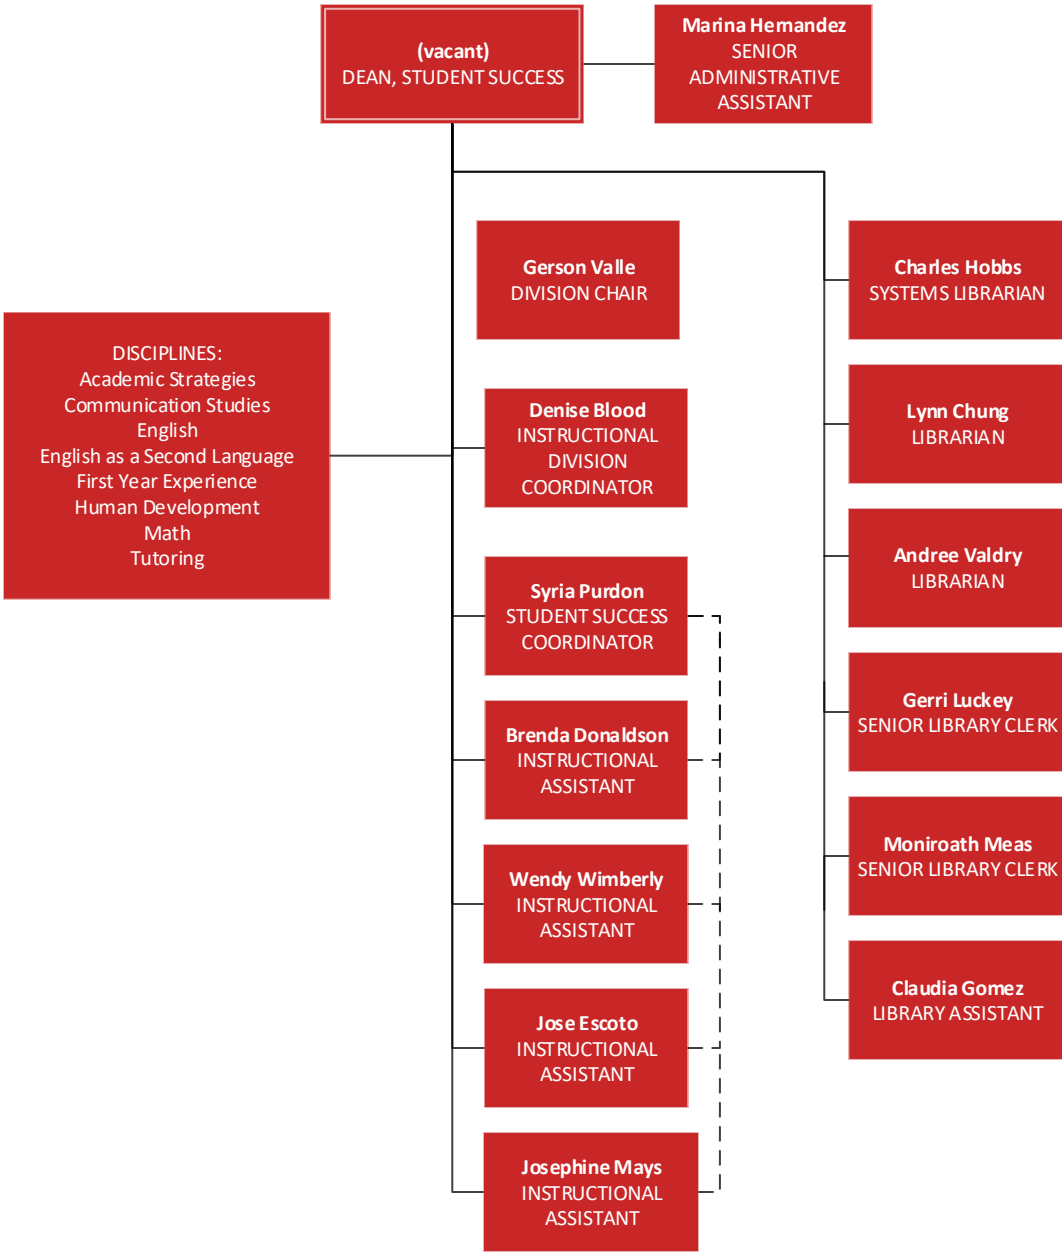 (vacant)
DEAN, STUDENT SUCCESS
Marina Hernandez
SENIOR
ADMINISTRATIVE
ASSISTANT
Gerson Valle
DIVISION CHAIR
DISCIPLINES:
Academic Strategies
Communication Studies
English
English as a Second Language
First Year Experience
Human Development
Math
Tutoring
Denise Blood
INSTRUCTIONAL
DIVISION
COORDINATOR
Syria Purdon
STUDENT SUCCESS
COORDINATOR
Brenda Donaldson
INSTRUCTIONAL
ASSISTANT
Wendy Wimberly
INSTRUCTIONAL
ASSISTANT
Jose Escoto
INSTRUCTIONAL
ASSISTANT
Josephine Mays
INSTRUCTIONAL
ASSISTANT
Charles Hobbs
SYSTEMS LIBRARIAN
Lynn Chung
LIBRARIAN
Andree Valdry
LIBRARIAN
Gerri Luckey
SENIOR LIBRARY CLERK
Moniroath Meas
SENIOR LIBRARY CLERK
Claudia Gomez
LIBRARY ASSISTANT